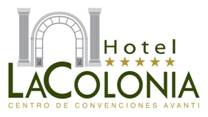 Hotel
LACOLONIA
CENTRO DE CONVENCIONES AVANTI